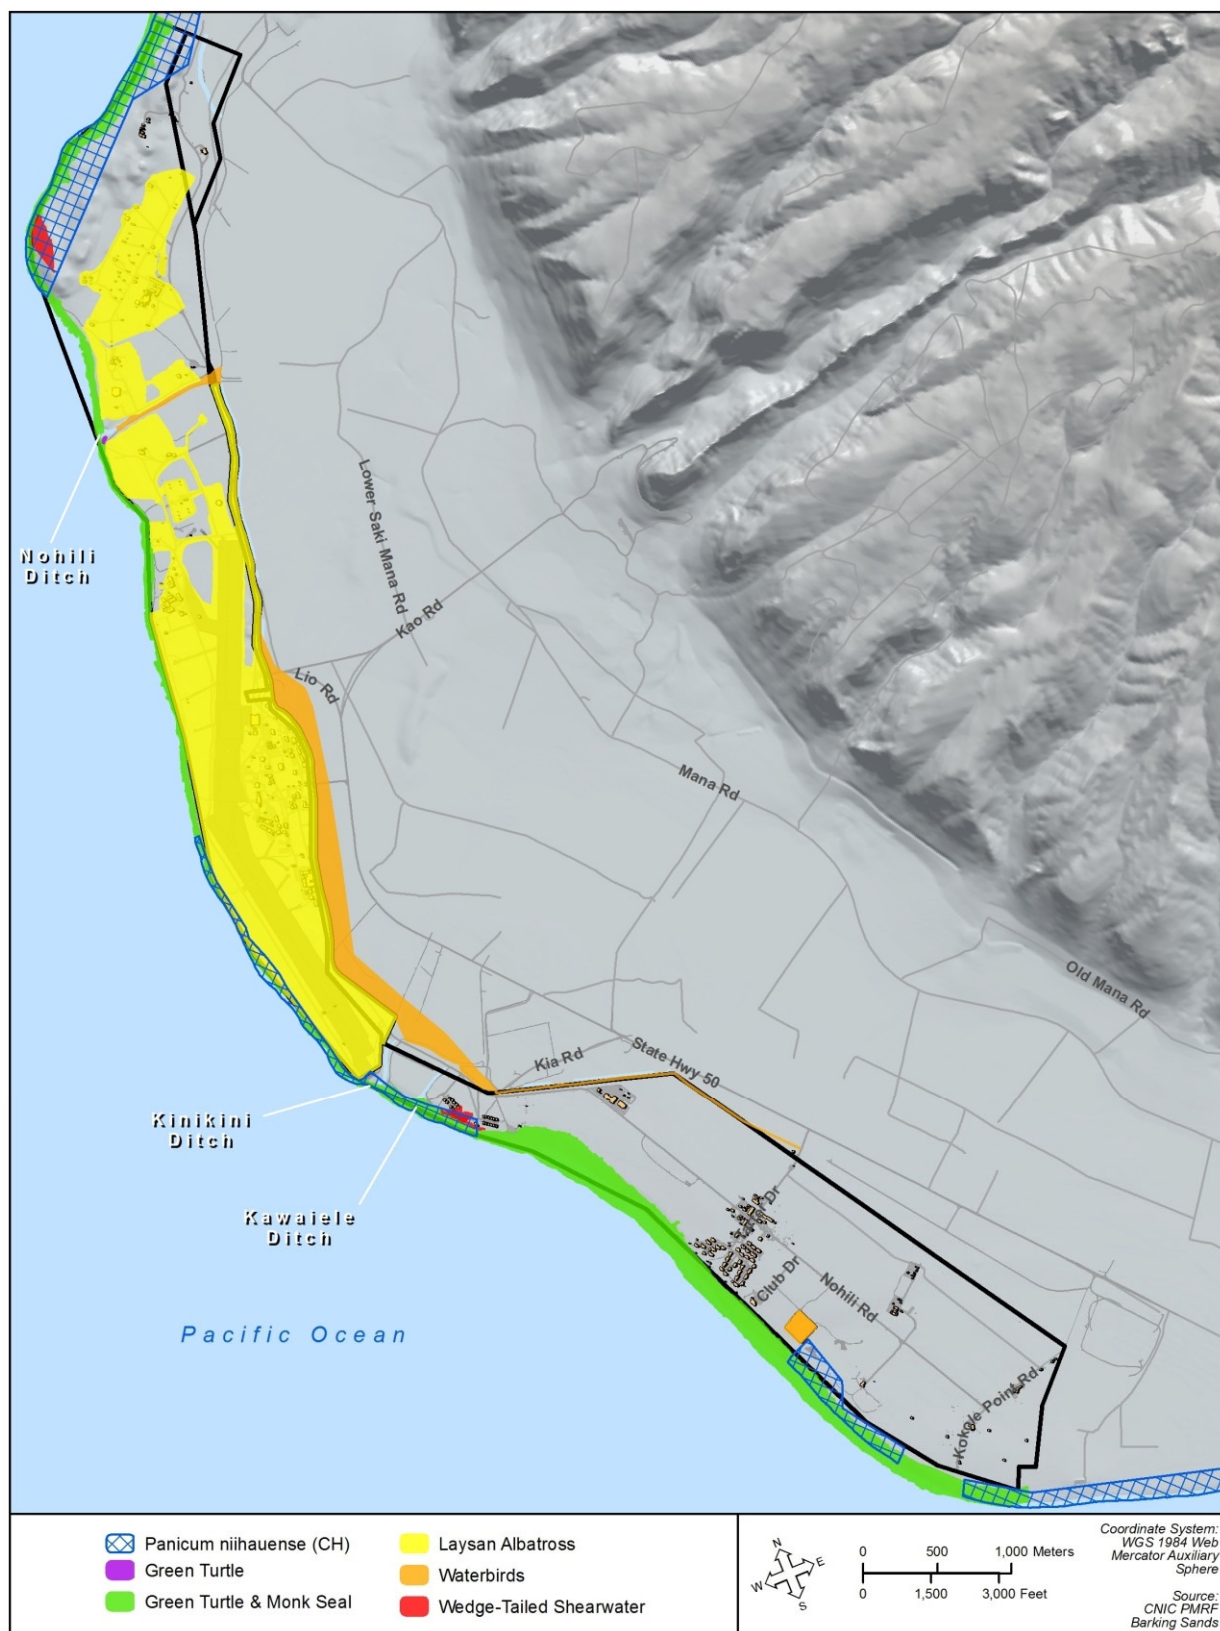 Nohili
Ditch
Lower Saki Mana Rd
Kao Rd
Lio Rd
Mana Rd
Old Mana Rd
Kia Rd
State Hwy 50
Kinikini
Ditch
Kawaiele
Ditch
Dr
Club Dr
Nohili Rd
Kokole Point Rd
Pacific Ocean
Panicum niihauense (CH)
Green Turtle
Green Turtle & Monk Seal
Laysan Albatross
Waterbirds
Wedge-Tailed Shearwater
N
E
W
S
0 500 1,000 Meters
0 1,500 3,000 Feet
Coordinate System:
WGS 1984 Web
Mercator Auxiliary
Sphere
Source:
CNIC PMRF
Barking Sands